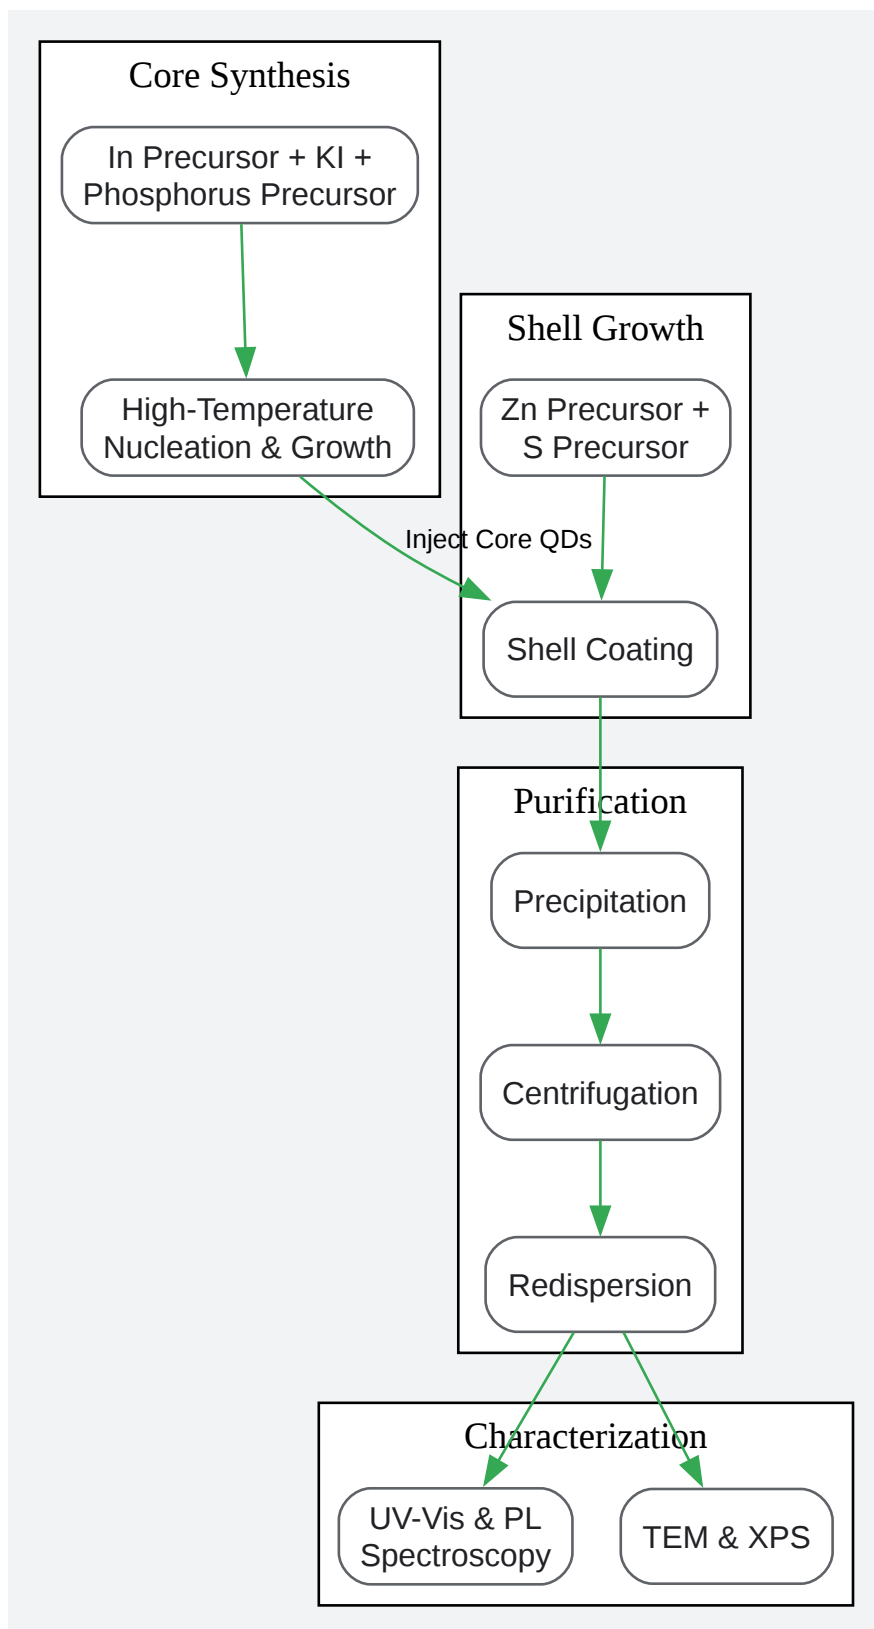 Core Synthesis
In Precursor + KI +
Phosphorus Precursor
High-Temperature
Nucleation & Growth
Shell Growth
Zn Precursor +
S Precursor
Inject Core QDs
Shell Coating
Purification
Precipitation
Centrifugation
Redispersion
Characterization
UV-Vis & PL
Spectroscopy
TEM & XPS